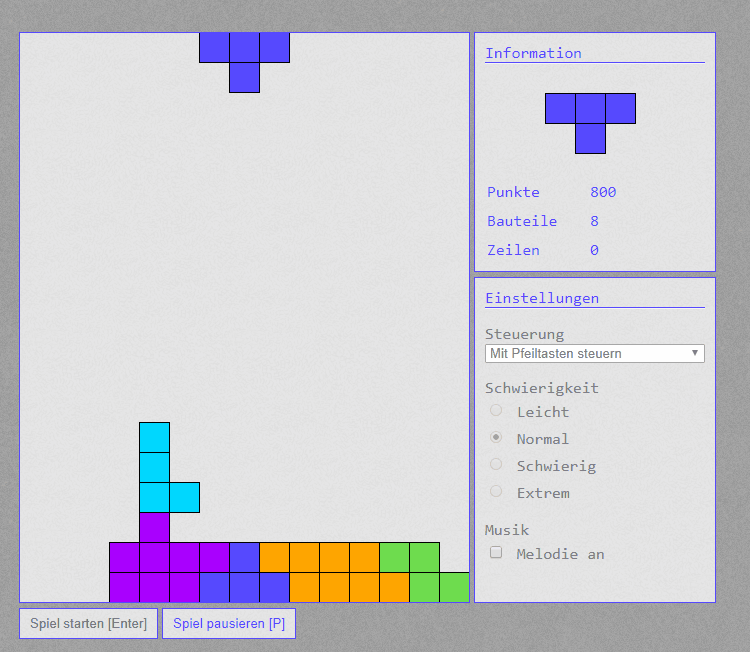 Information
Punkte 800
Bauteile 8
Zeilen 0
Einstellungen
Steuerung
Mit Pfeiltasten steuern
Schwierigkeit
Leicht
Normal
Schwierig
Extrem
Musik
Melodie an
Spiel starten [Enter] Spiel pausieren [P]